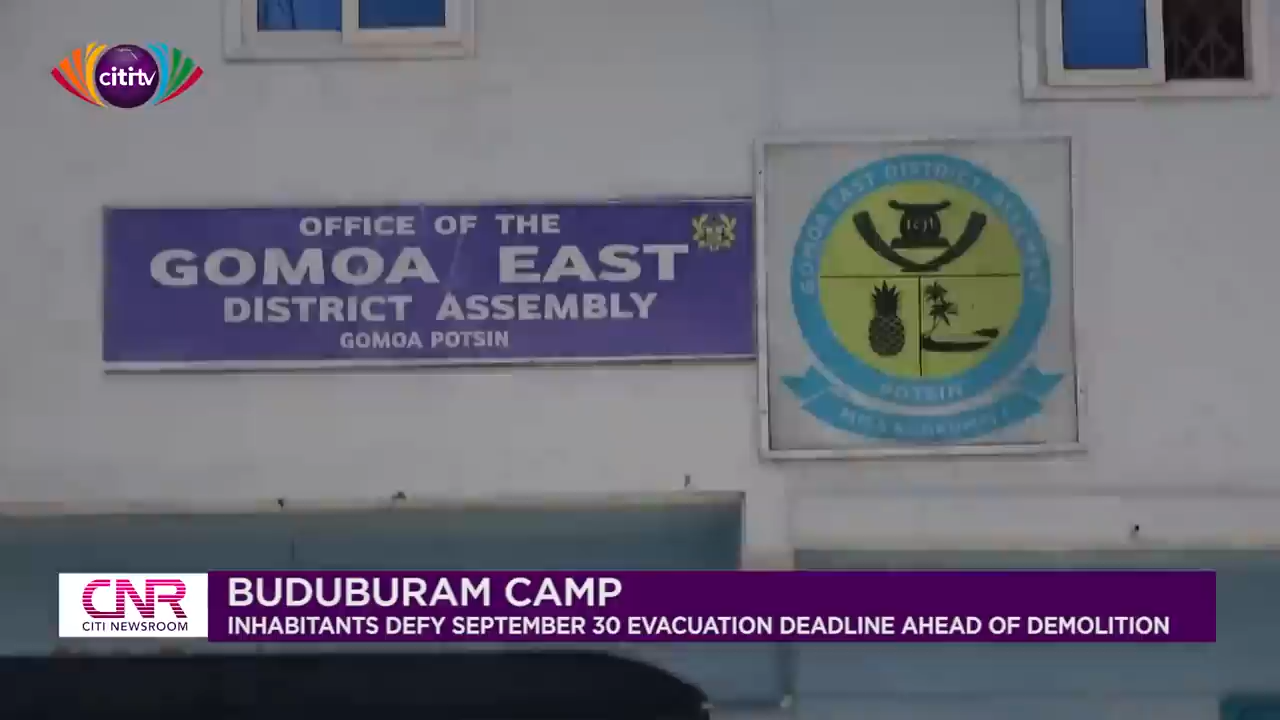 citi tv
OFFICE OF THE
GOMOA EAST
DISTRICT ASSEMBLY
GOMOA POTSIN
GOMOA EAST DISTRICT ASSEMBLY
POTSIN
CNR
CITI NEWSROOM
BUDUBURAM CAMP
INHABITANTS DEFY SEPTEMBER 30 EVACUATION DEADLINE AHEAD OF DEMOLITION